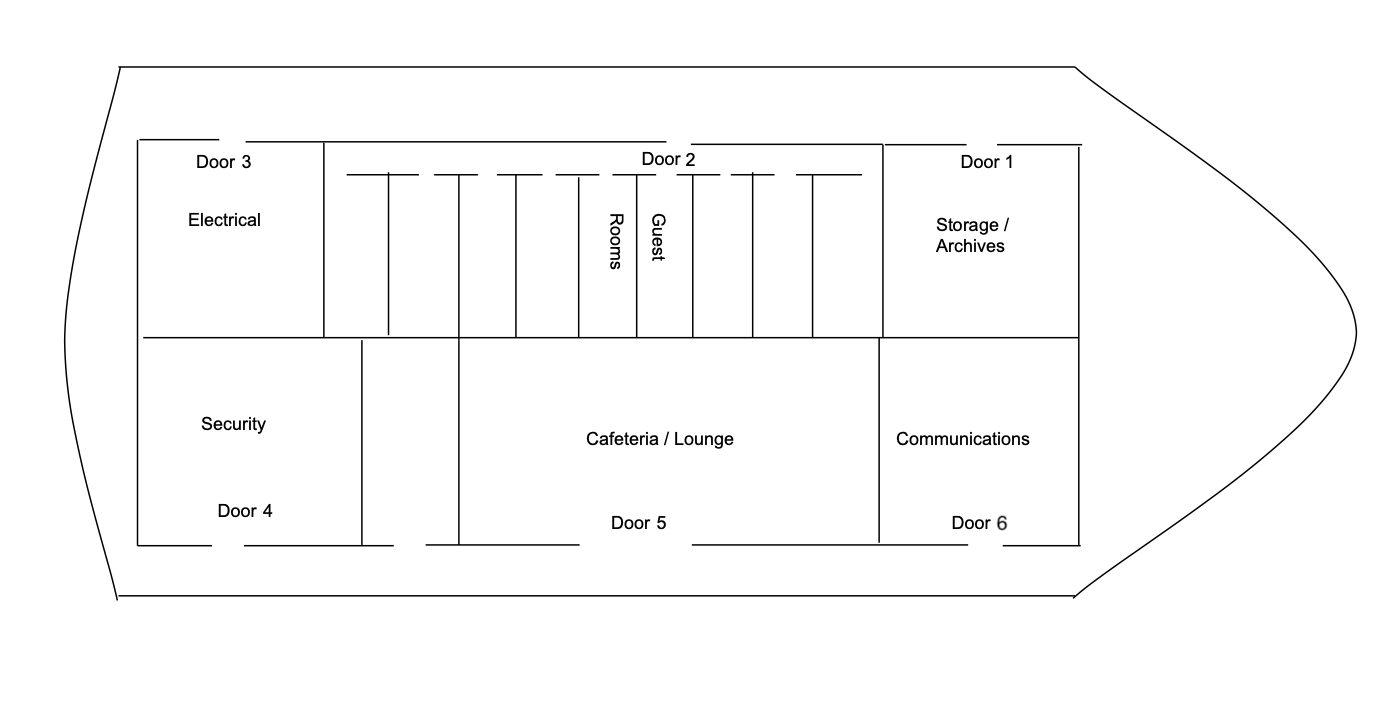 Door 3
Door 2
Door 1
Electrical
Guest
Rooms
Storage /
Archives
Security
Cafeteria / Lounge
Communications
Door 4
Door 5
Door 6